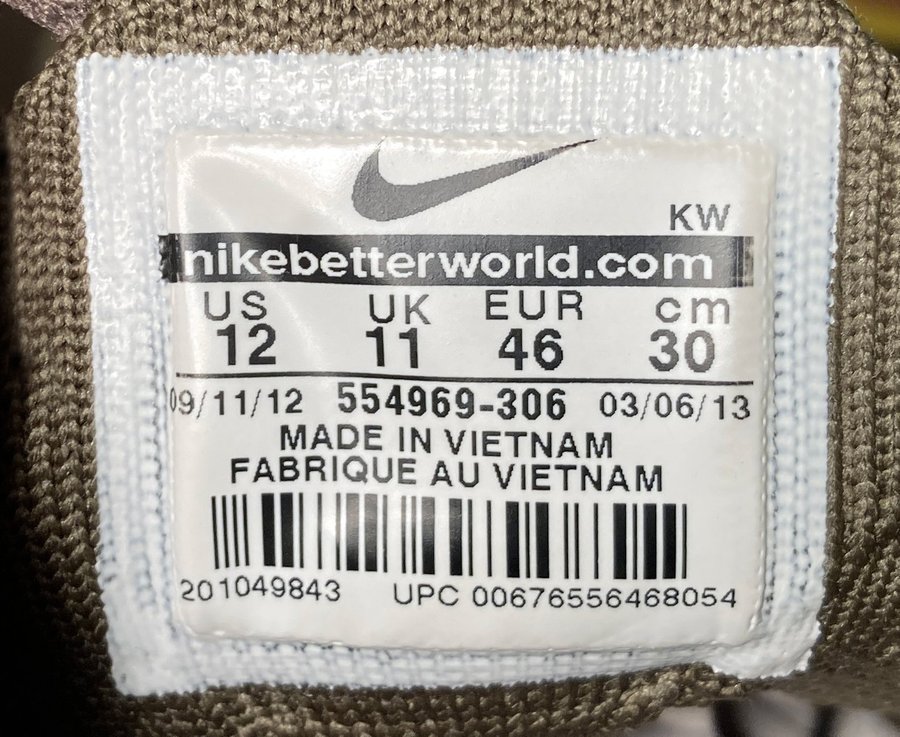 KW
nikebetterworld.com
US UK EUR cm
12 11 46 30
09/11/12 554969-306 03/06/13
MADE IN VIETNAM
FABRIQUE AU VIETNAM
201049843 UPC 00676556468054